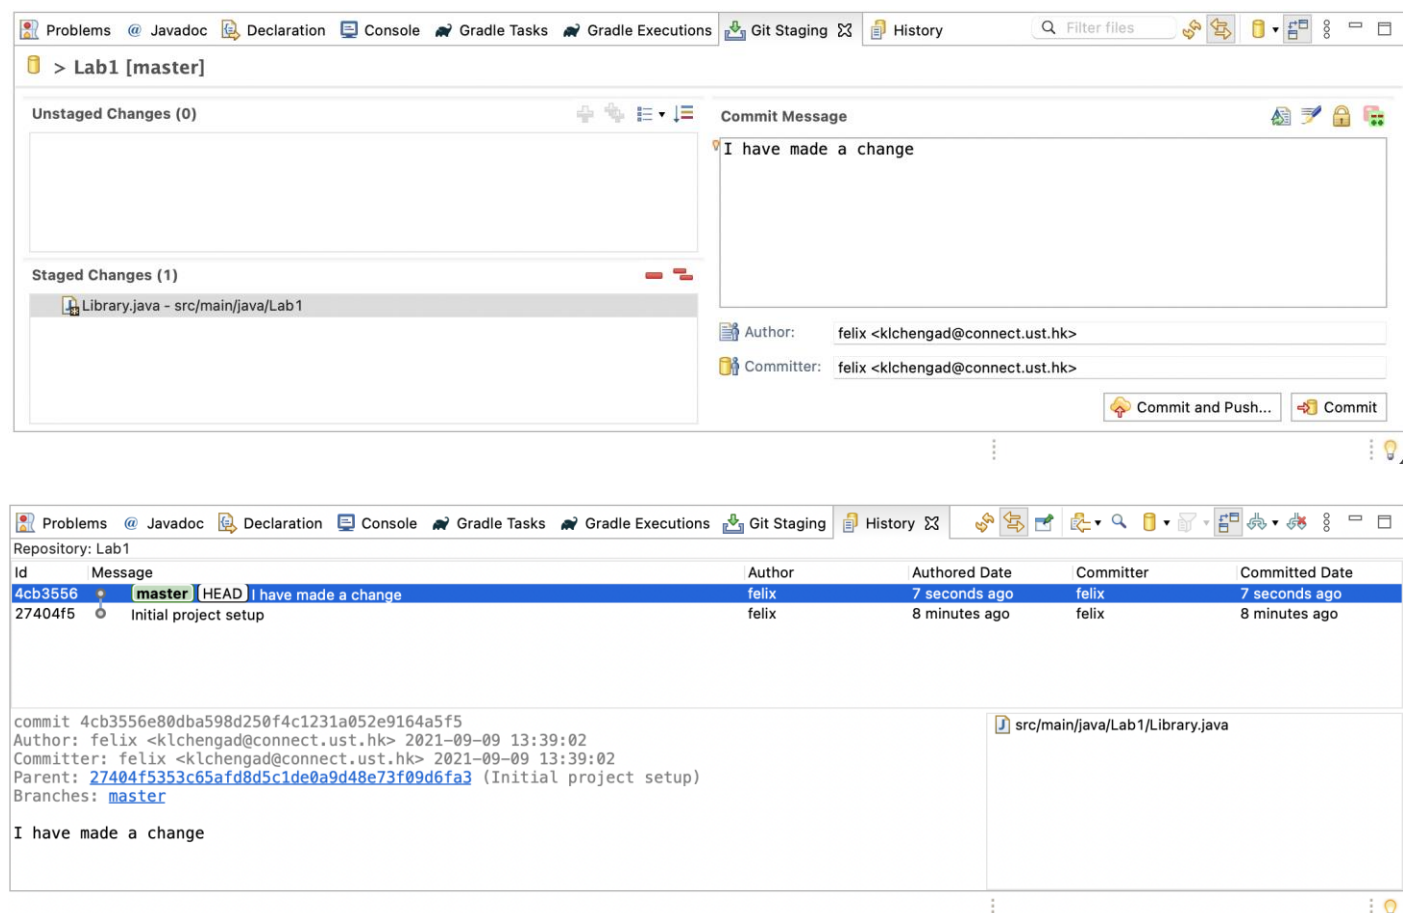 Problems @ Javadoc Declaration Console Gradle Tasks Gradle Executions Git Staging History Filter files
> Lab1 [master]
Unstaged Changes (0)
Commit Message
I have made a change
Staged Changes (1)
Library.java - src/main/java/Lab1
Author: felix <klchengad@connect.ust.hk>
Committer: felix <klchengad@connect.ust.hk>
Commit and Push... Commit
Problems @ Javadoc Declaration Console Gradle Tasks Gradle Executions Git Staging History
Repository: Lab1
Id Message Author Authored Date Committer Committed Date
4cb3556 master HEAD I have made a change felix 7 seconds ago felix 7 seconds ago
27404f5 Initial project setup felix 8 minutes ago felix 8 minutes ago
commit 4cb3556e80dba598d250f4c1231a052e9164a5f5
Author: felix <klchengad@connect.ust.hk> 2021-09-09 13:39:02
Committer: felix <klchengad@connect.ust.hk> 2021-09-09 13:39:02
Parent: 27404f5353c65afd8d5c1de0a9d48e73f09d6fa3 (Initial project setup)
Branches: master
I have made a change
src/main/java/Lab1/Library.java